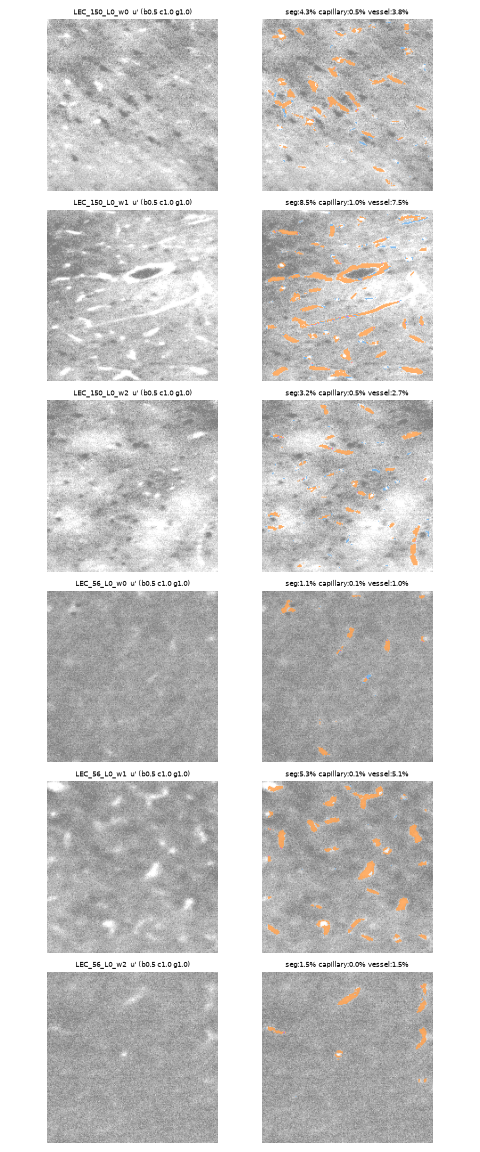 LEC_150_L0_w0 u' (b0.5 c1.0 g1.0)
seg:4.3% capillary:0.5% vessel:3.8%
LEC_150_L0_w1 u' (b0.5 c1.0 g1.0)
seg:8.5% capillary:1.0% vessel:7.5%
LEC_150_L0_w2 u' (b0.5 c1.0 g1.0)
seg:3.2% capillary:0.5% vessel:2.7%
LEC_56_L0_w0 u' (b0.5 c1.0 g1.0)
seg:1.1% capillary:0.1% vessel:1.0%
LEC_56_L0_w1 u' (b0.5 c1.0 g1.0)
seg:5.3% capillary:0.1% vessel:5.1%
LEC_56_L0_w2 u' (b0.5 c1.0 g1.0)
seg:1.5% capillary:0.0% vessel:1.5%